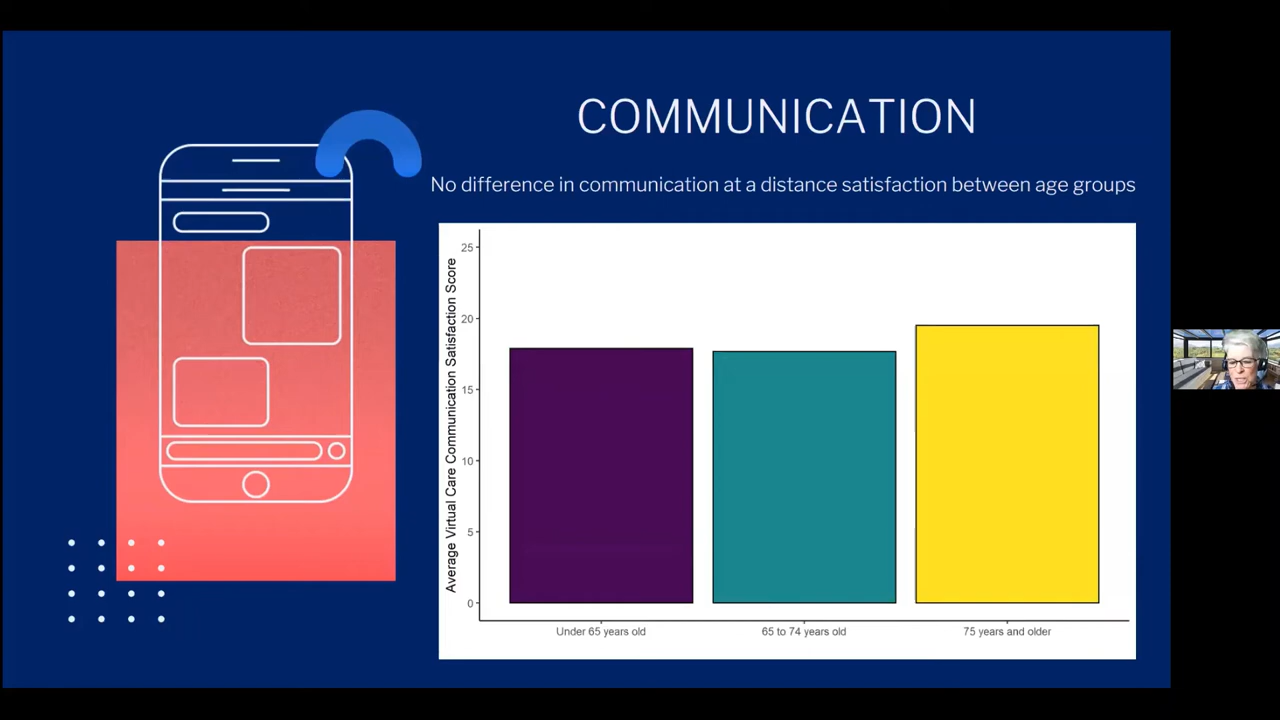 COMMUNICATION
No difference in communication at a distance satisfaction between age groups
Average Virtual Care Communication Satisfaction Score
25
20
15
10
5
0
Under 65 years old
65 to 74 years old
75 years and older